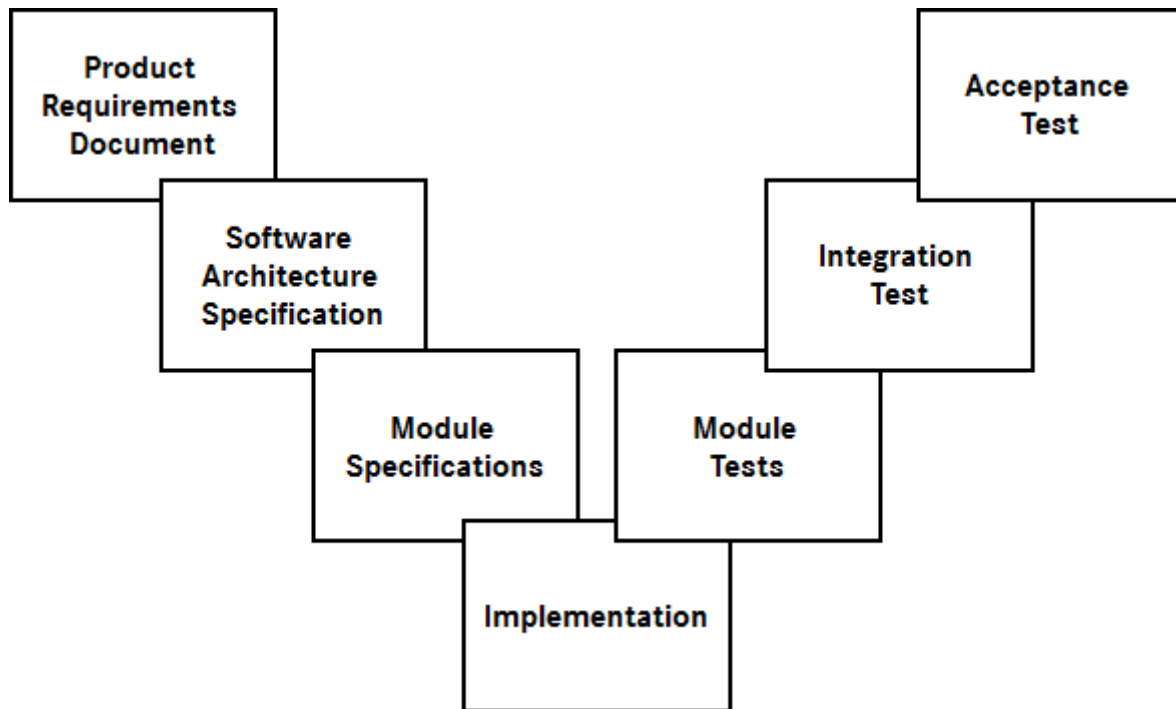 Product
Requirements
Document
Acceptance
Test
Software
Architecture
Specification
Integration
Test
Module
Specifications
Module
Tests
Implementation